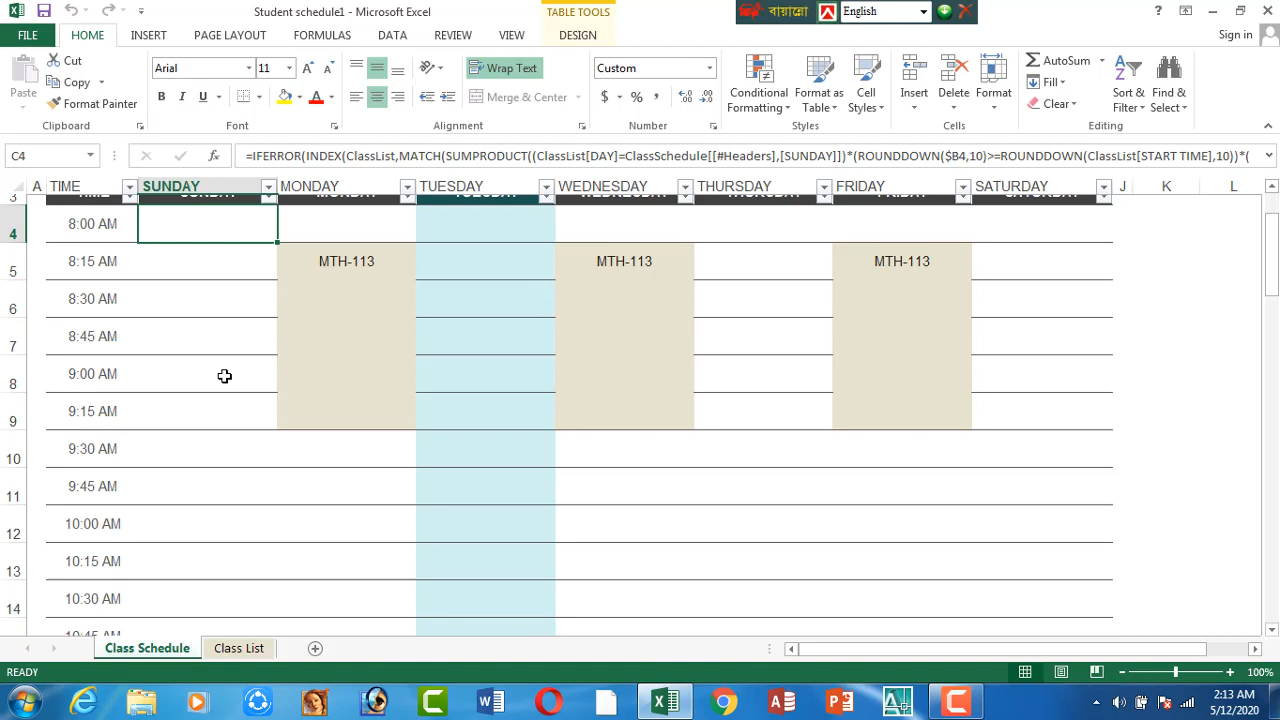 Student schedule1 - Microsoft Excel
TABLE TOOLS
বায়ান্নো
English
FILE
HOME
INSERT
PAGE LAYOUT
FORMULAS
DATA
REVIEW
VIEW
DESIGN
Sign in
Paste
Cut
Copy
Format Painter
Clipboard
Arial
11
B I U
Font
Wrap Text
Merge & Center
Alignment
Custom
$ % ,
Number
Conditional Formatting
Format as Table
Cell Styles
Styles
Insert
Delete
Format
Cells
AutoSum
Fill
Clear
Sort & Filter
Find & Select
Editing
C4
=IFERROR(INDEX(ClassList,MATCH(SUMPRODUCT((ClassList[DAY]=ClassSchedule[[#Headers],[SUNDAY]])*(ROUNDDOWN($B4,10)>=ROUNDDOWN(ClassList[START TIME],10))*(
A TIME SUNDAY MONDAY TUESDAY WEDNESDAY THURSDAY FRIDAY SATURDAY J K L
3
4 8:00 AM
5 8:15 AM MTH-113 MTH-113 MTH-113
6 8:30 AM
7 8:45 AM
8 9:00 AM
9 9:15 AM
10 9:30 AM
11 9:45 AM
12 10:00 AM
13 10:15 AM
14 10:30 AM
10:45 AM
Class Schedule
Class List
READY
100%
2:13 AM
5/12/2020